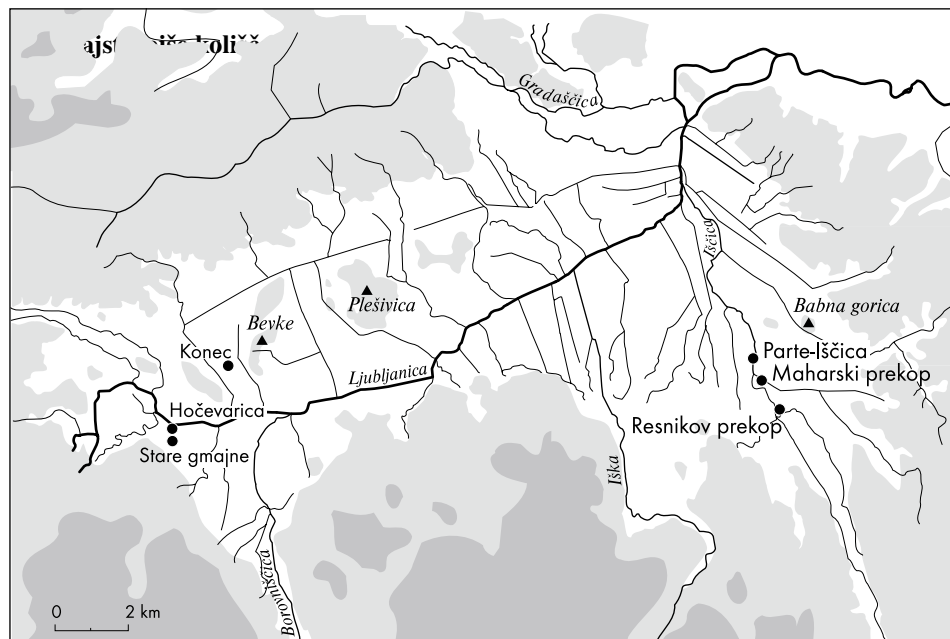 Gradaščica
Iščica
Plešivica
Babna gorica
Bevke
Konec
Parte-Iščica
Ljubljanica
Maharski prekop
Hočevarica
Resnikov prekop
Stare gmajne
Iška
Borovniščica
0 2 km